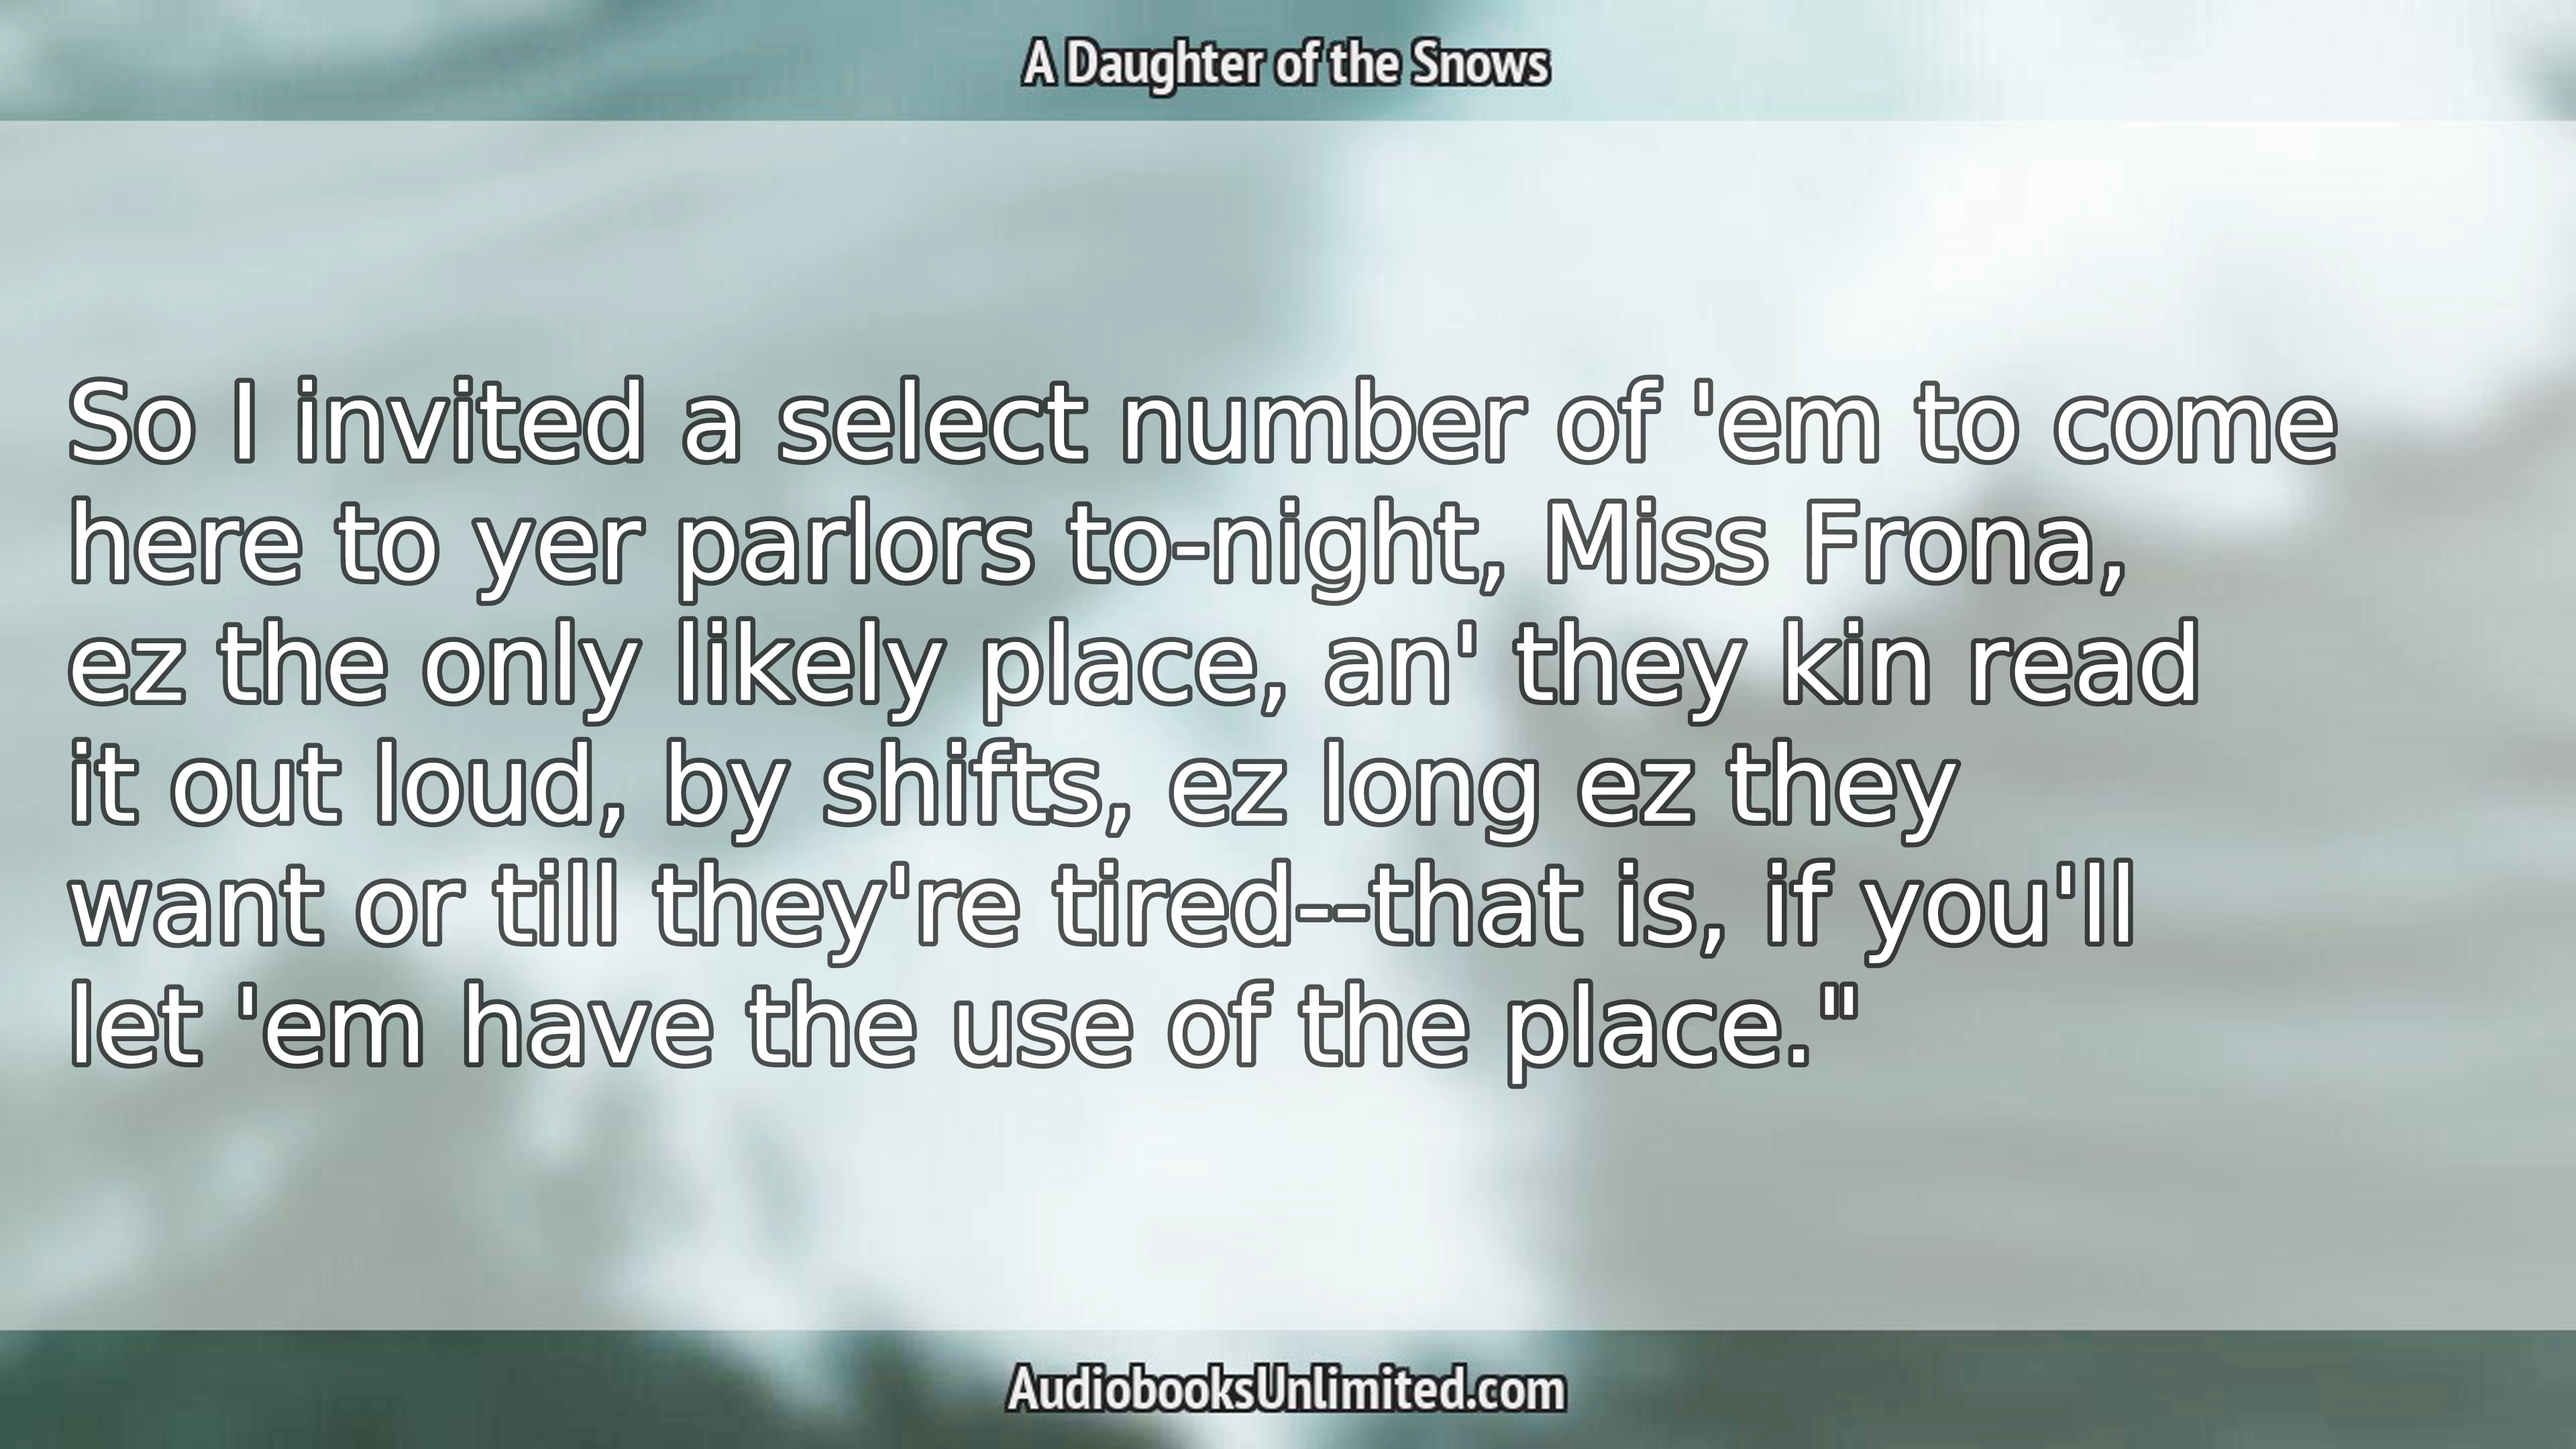 A Daughter of the Snows
So I invited a select number of 'em to come
here to yer parlors to-night, Miss Frona,
ez the only likely place, an' they kin read
it out loud, by shifts, ez long ez they
want or till they're tired--that is, if you'll
let 'em have the use of the place."
AudiobooksUnlimited.com